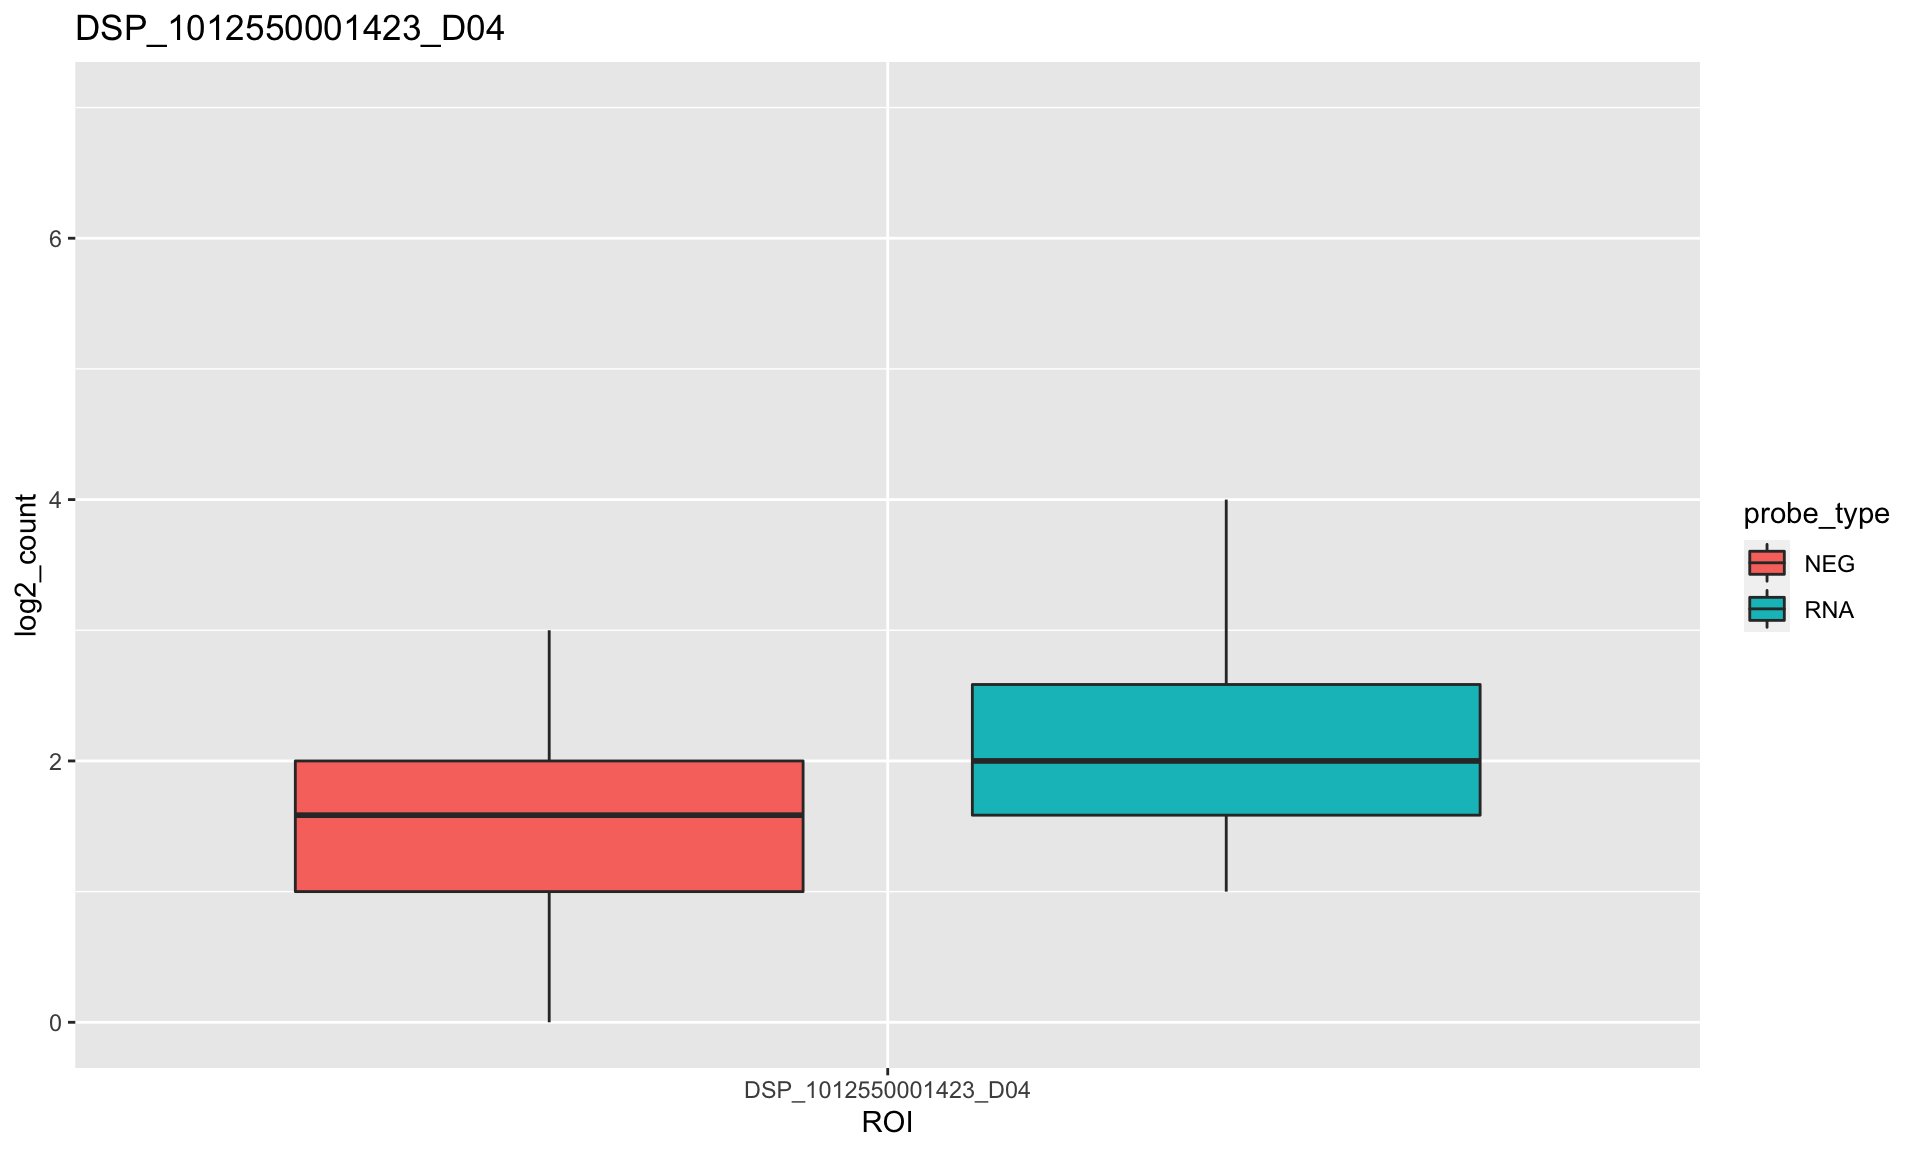 DSP_1012550001423_D04
log2_count
6
4
2
0
DSP_1012550001423_D04
ROI
probe_type
NEG
RNA